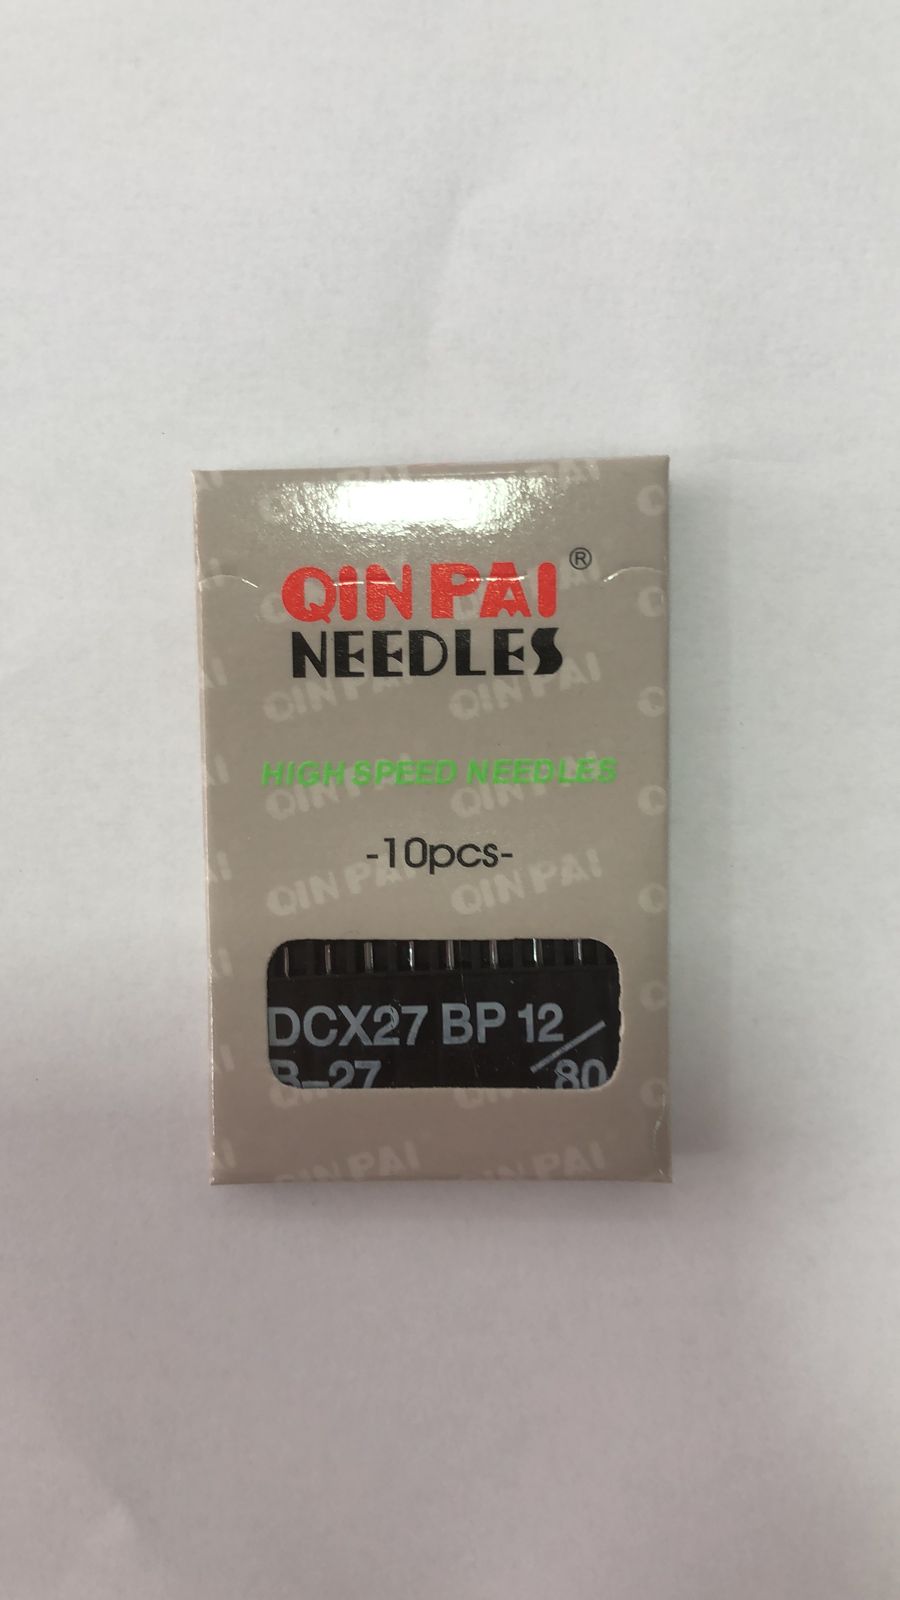 QIN PAI®
NEEDLES
HIGH SPEED NEEDLES
-10pcs-
DCX27 BP 12/80
B-27